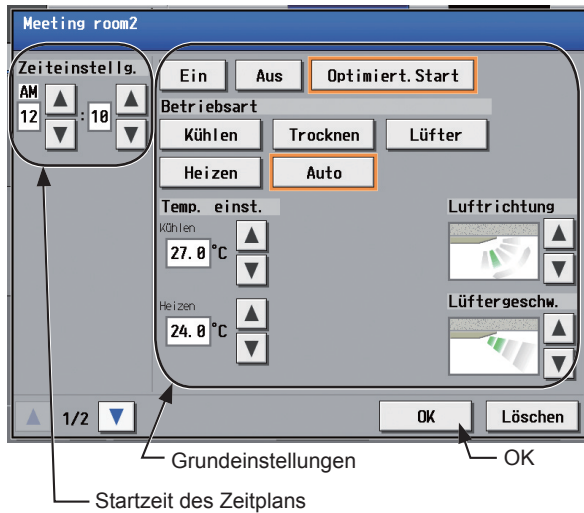 Meeting room2
Zeiteinstellg.
AM
12 : 10
Ein Aus Optimiert.Start
Betriebsart
Kühlen Trocknen Lüfter
Heizen Auto
Temp. einst.
Kühlen
27.0 °C
Heizen
24.0 °C
Luftrichtung
Lüftergeschw.
1/2
OK Löschen
Grundeinstellungen
OK
Startzeit des Zeitplans